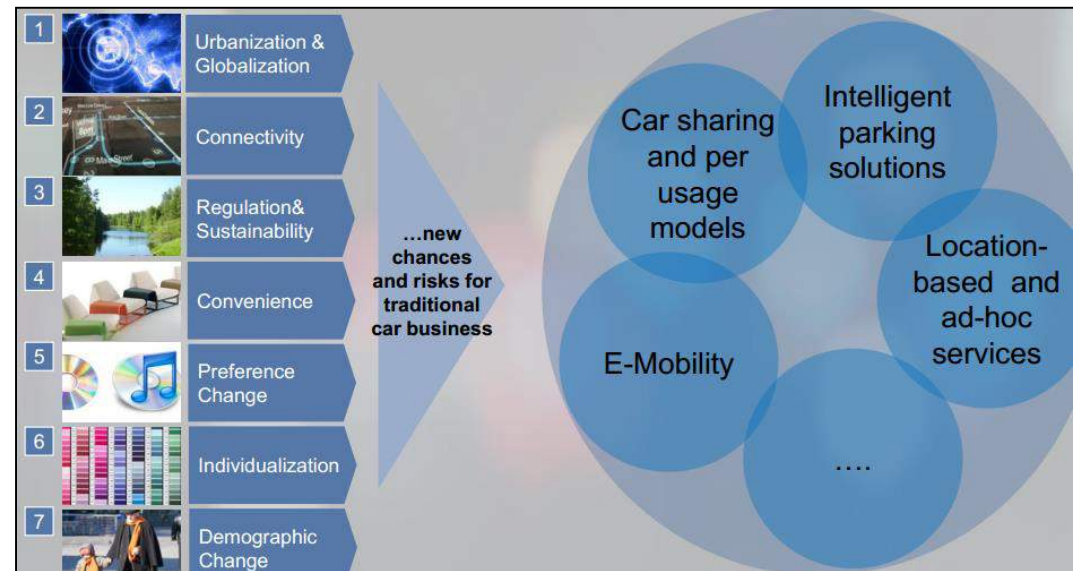 1
Urbanization &
Globalization
2
Connectivity
3
Regulation&
Sustainability
4
Convenience
5
Preference
Change
6
Individualization
7
Demographic
Change
…new
chances
and risks for
traditional
car business
Car sharing
and per
usage
models
Intelligent
parking
solutions
Location-
based and
ad-hoc
services
E-Mobility
....